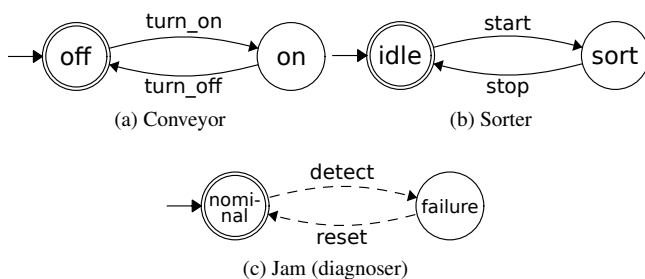 turn_on
off
on
turn_off
(a) Conveyor
start
idle
sort
stop
(b) Sorter
detect
nomi-
nal
failure
reset
(c) Jam (diagnoser)